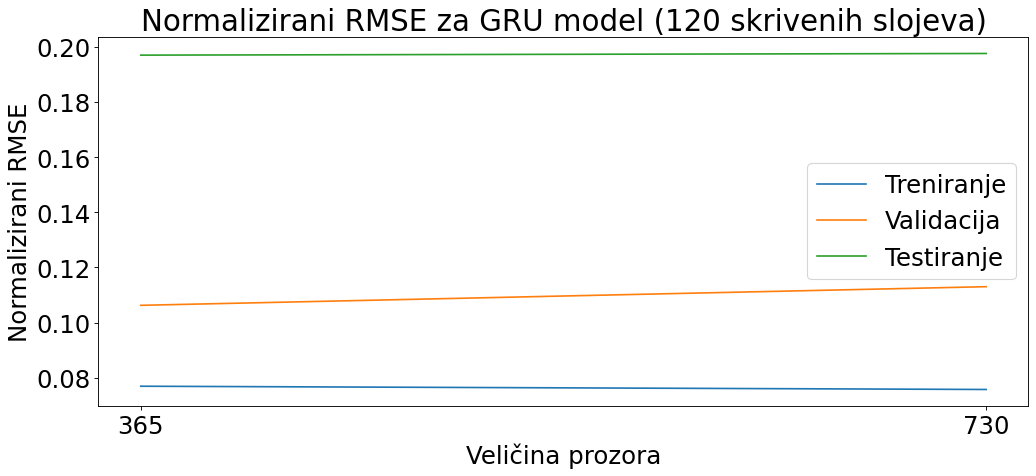 Normalizirani RMSE za GRU model (120 skrivenih slojeva)
Normalizirani RMSE
0.20
0.18
0.16
0.14
0.12
0.10
0.08
Treniranje
Validacija
Testiranje
365
730
Veličina prozora